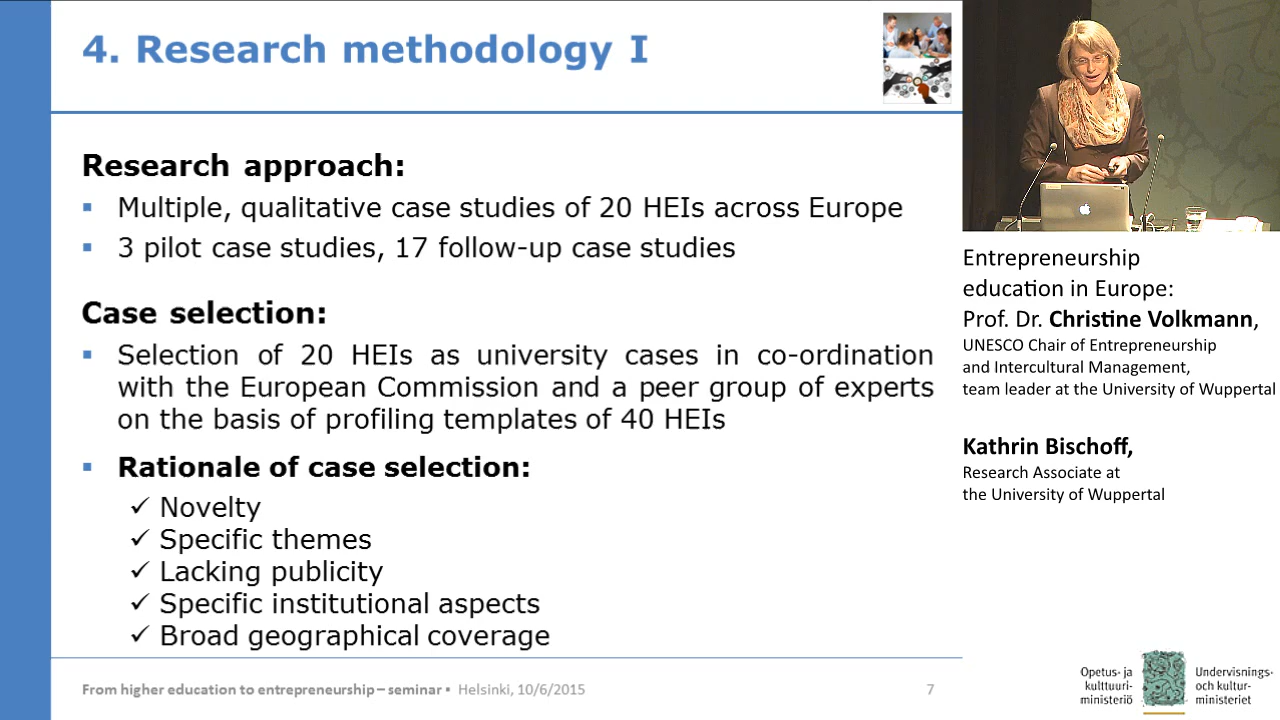 4. Research methodology I
Research approach:
▪ Multiple, qualitative case studies of 20 HEIs across Europe
▪ 3 pilot case studies, 17 follow-up case studies
Case selection:
▪ Selection of 20 HEIs as university cases in co-ordination
with the European Commission and a peer group of experts
on the basis of profiling templates of 40 HEIs
▪ Rationale of case selection:
✓ Novelty
✓ Specific themes
✓ Lacking publicity
✓ Specific institutional aspects
✓ Broad geographical coverage
From higher education to entrepreneurship – seminar ▪ Helsinki, 10/6/2015
7
Entrepreneurship
education in Europe:
Prof. Dr. Christine Volkmann,
UNESCO Chair of Entrepreneurship
and Intercultural Management,
team leader at the University of Wuppertal
Kathrin Bischoff,
Research Associate at
the University of Wuppertal
Opetus- ja
kulttuuri-
ministeriö
Undervisnings-
och kultur-
ministeriet